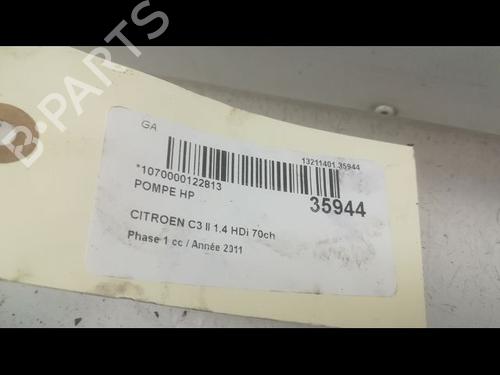 GA
13211401.35944
*1070000122813
POMPE HP
35944
CITROEN C3 II 1.4 HDi 70ch
Phase 1 cc / Année 2011